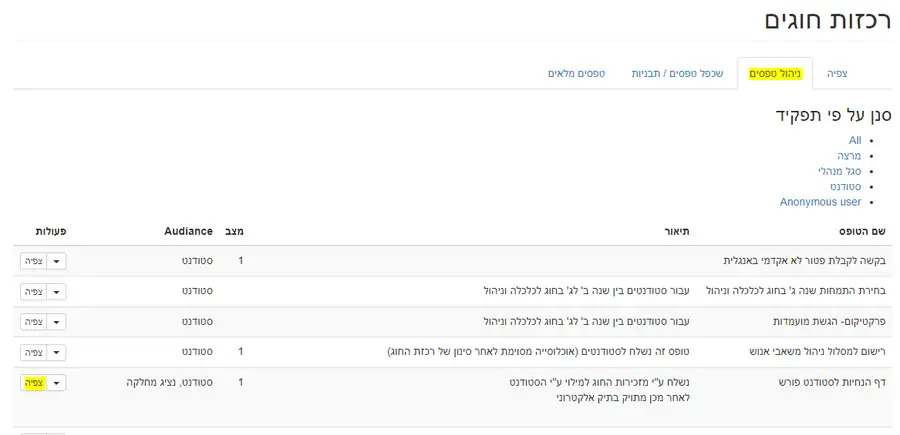 רכזות חוגים
צפיה ניהול טפסים שכפל טפסים / תבניות טפסים מלאים
סנן על פי תפקיד
All
מרצה
סגל מנהלי
סטודנט
Anonymous user
שם הטופס תיאור מצב Audiance פעולות
בקשה לקבלת פטור לא אקדמי באנגלית 1 סטודנט צפיה
בחירת התמחות שנה ג' בחוג לכלכלה וניהול עבור סטודנטים בין שנה ב' לג' בחוג לכלכלה וניהול סטודנט צפיה
פרקטיקום- הגשת מועמדות עבור סטודנטים בין שנה ב' לג' בחוג לכלכלה וניהול סטודנט צפיה
רישום למסלול ניהול משאבי אנוש טופס זה נשלח לסטודנטים (אוכלוסייה מסוימת לאחר סינון של רכזת החוג) 1 סטודנט צפיה
דף הנחיות לסטודנט פורש נשלח ע"י מזכירות החוג למילוי ע"י הסטודנט 1 סטודנט, נציג מחלקה צפיה
לאחר מכן מתויק בתיק אלקטרוני